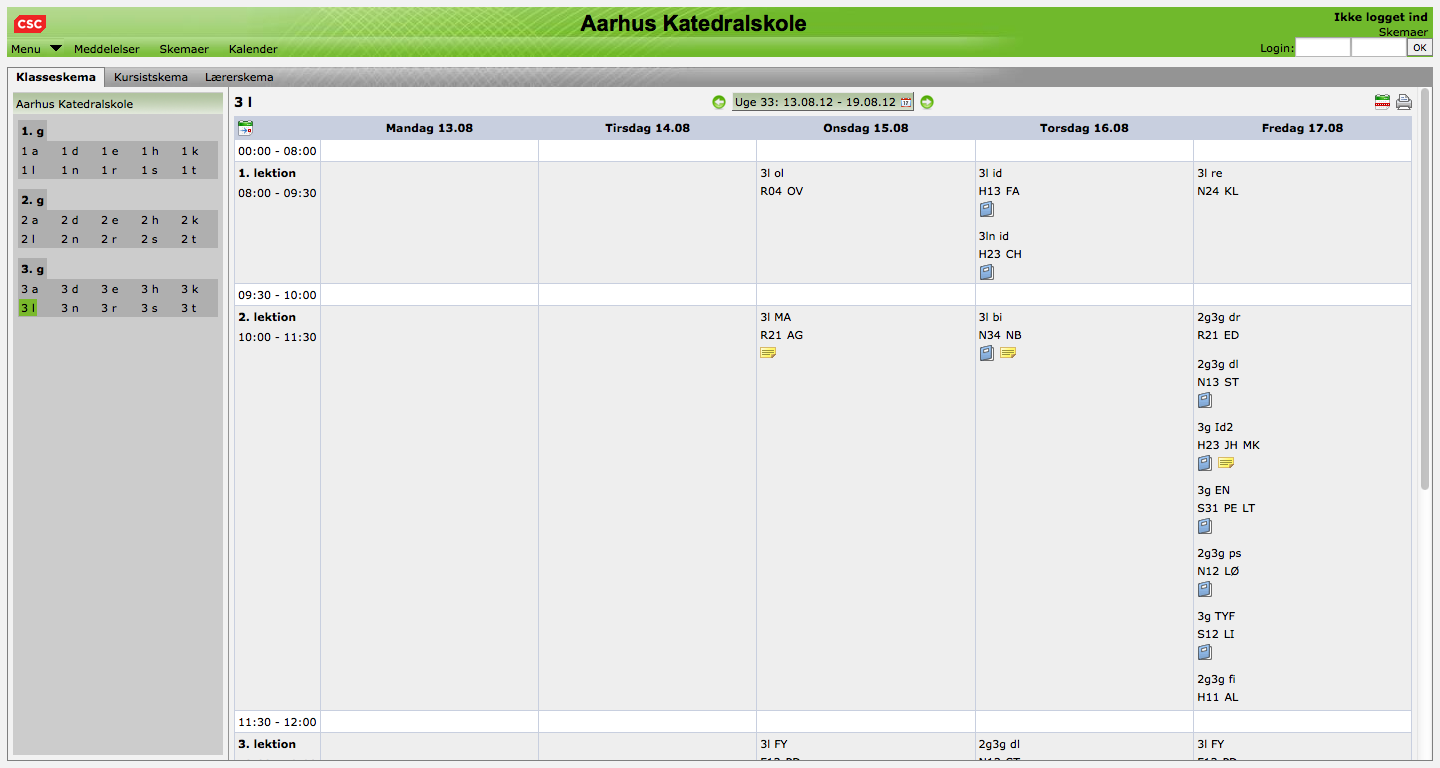 CSC
Aarhus Katedralskole
Ikke logget ind
Skemaer
Menu Meddelelser Skemaer Kalender
Login: OK
Klasseskema Kursistskema Lærerskema
Aarhus Katedralskole
1. g
1 a 1 d 1 e 1 h 1 k
1 l 1 n 1 r 1 s 1 t
2. g
2 a 2 d 2 e 2 h 2 k
2 l 2 n 2 r 2 s 2 t
3. g
3 a 3 d 3 e 3 h 3 k
3 l 3 n 3 r 3 s 3 t
3 l
Uge 33: 13.08.12 - 19.08.12
Mandag 13.08 Tirsdag 14.08 Onsdag 15.08 Torsdag 16.08 Fredag 17.08
00:00 - 08:00
1. lektion
08:00 - 09:30
3l ol
R04 OV
3l id
H13 FA
3ln id
H23 CH
3l re
N24 KL
09:30 - 10:00
2. lektion
10:00 - 11:30
3l MA
R21 AG
3l bi
N34 NB
2g3g dr
R21 ED
2g3g dl
N13 ST
3g Id2
H23 JH MK
3g EN
S31 PE LT
2g3g ps
N12 LØ
3g TYF
S12 LI
2g3g fi
H11 AL
11:30 - 12:00
3. lektion
3l FY
2g3g dl
3l FY